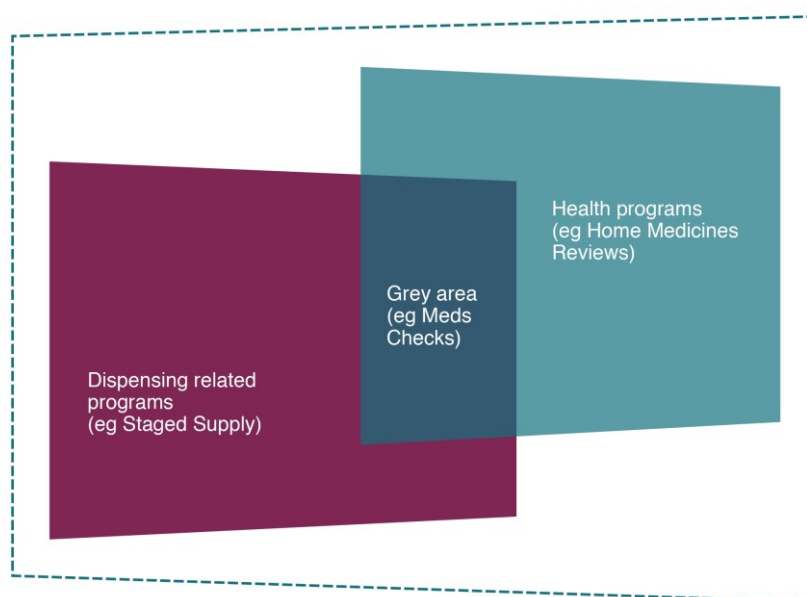 Health programs
(eg Home Medicines
Reviews)
Grey area
(eg Meds
Checks)
Dispensing related
programs
(eg Staged Supply)